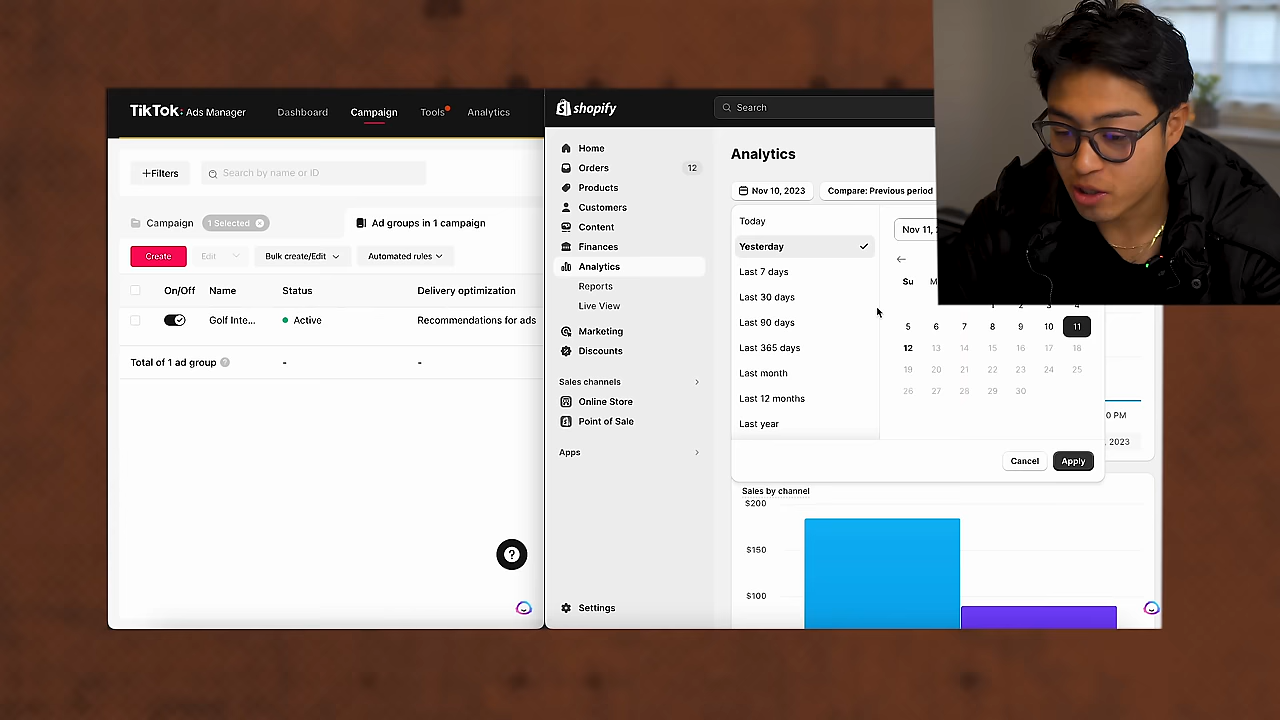 TikTok: Ads Manager
Dashboard
Campaign
Tools
Analytics
+Filters
Search by name or ID
Campaign
1 Selected
Ad groups in 1 campaign
Create
Edit
Bulk create/Edit
Automated rules
On/Off
Name
Status
Delivery optimization
Golf Inte...
Active
Recommendations for ads
Total of 1 ad group
-
-
shopify
Search
Home
Orders
12
Products
Customers
Content
Finances
Analytics
Reports
Live View
Marketing
Discounts
Sales channels
Online Store
Point of Sale
Apps
Settings
Analytics
Nov 10, 2023
Compare: Previous period
Today
Yesterday
Last 7 days
Last 30 days
Last 90 days
Last 365 days
Last month
Last 12 months
Last year
Nov 11,
Su
5 6 7 8 9 10 11
12 13 14 15 16 17 18
19 20 21 22 23 24 25
26 27 28 29 30
Cancel
Apply
0 PM
2023
Sales by channel
$200
$150
$100